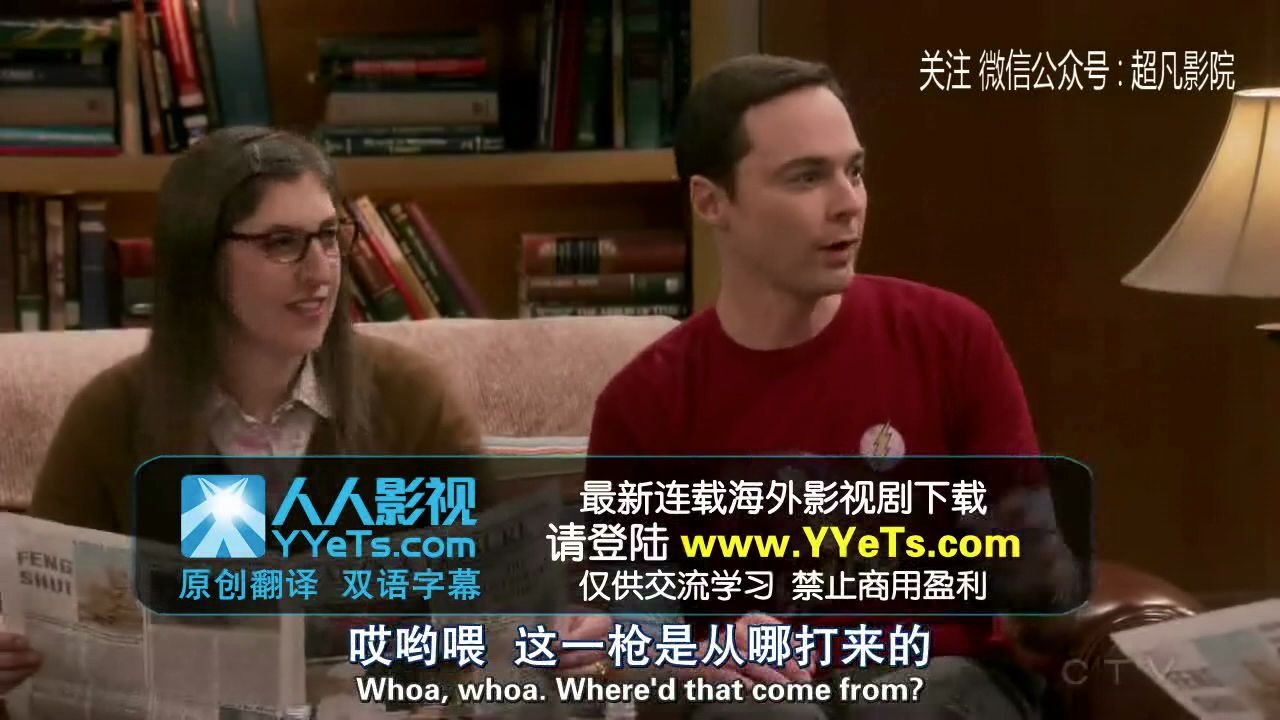 关注 微信公众号:超凡影院
人人影视
YYeTs.com
原创翻译 双语字幕
最新连载海外影视剧下载
请登陆 www.YYeTs.com
仅供交流学习 禁止商用盈利
FENG
SHUI
哎哟喂 这一枪是从哪打来的
Whoa, whoa. Where'd that come from?
CTV